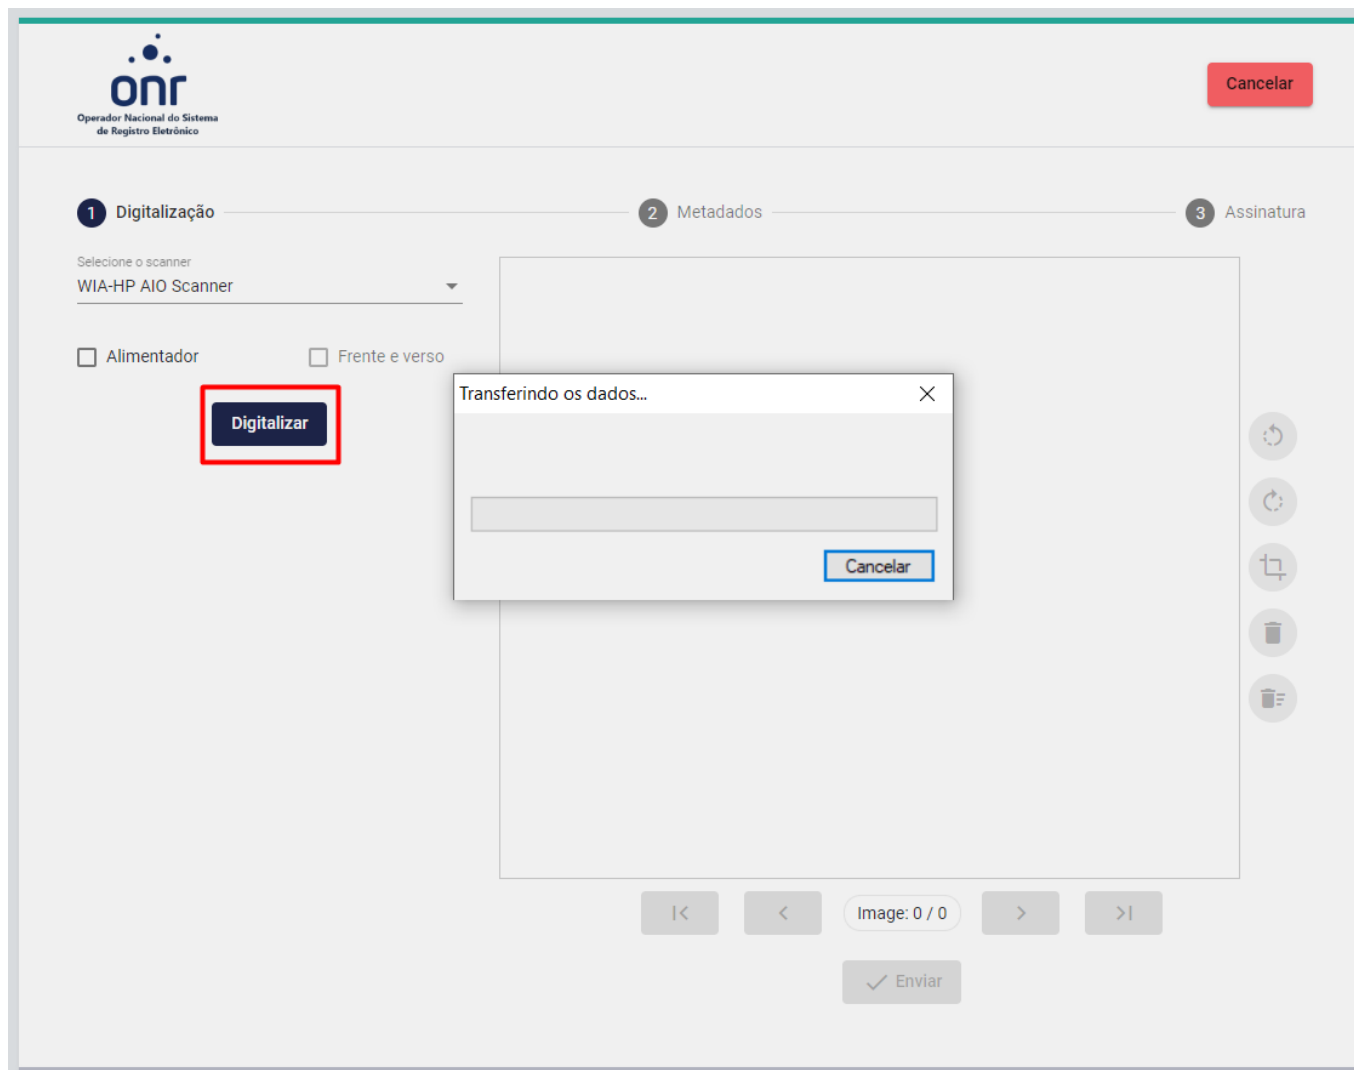 onr
Operador Nacional do Sistema
de Registro Eletrônico
Cancelar
1 Digitalização
2 Metadados
3 Assinatura
Selecione o scanner
WIA-HP AIO Scanner
Alimentador
Frente e verso
Digitalizar
Transferindo os dados...
Cancelar
Image: 0 / 0
Enviar